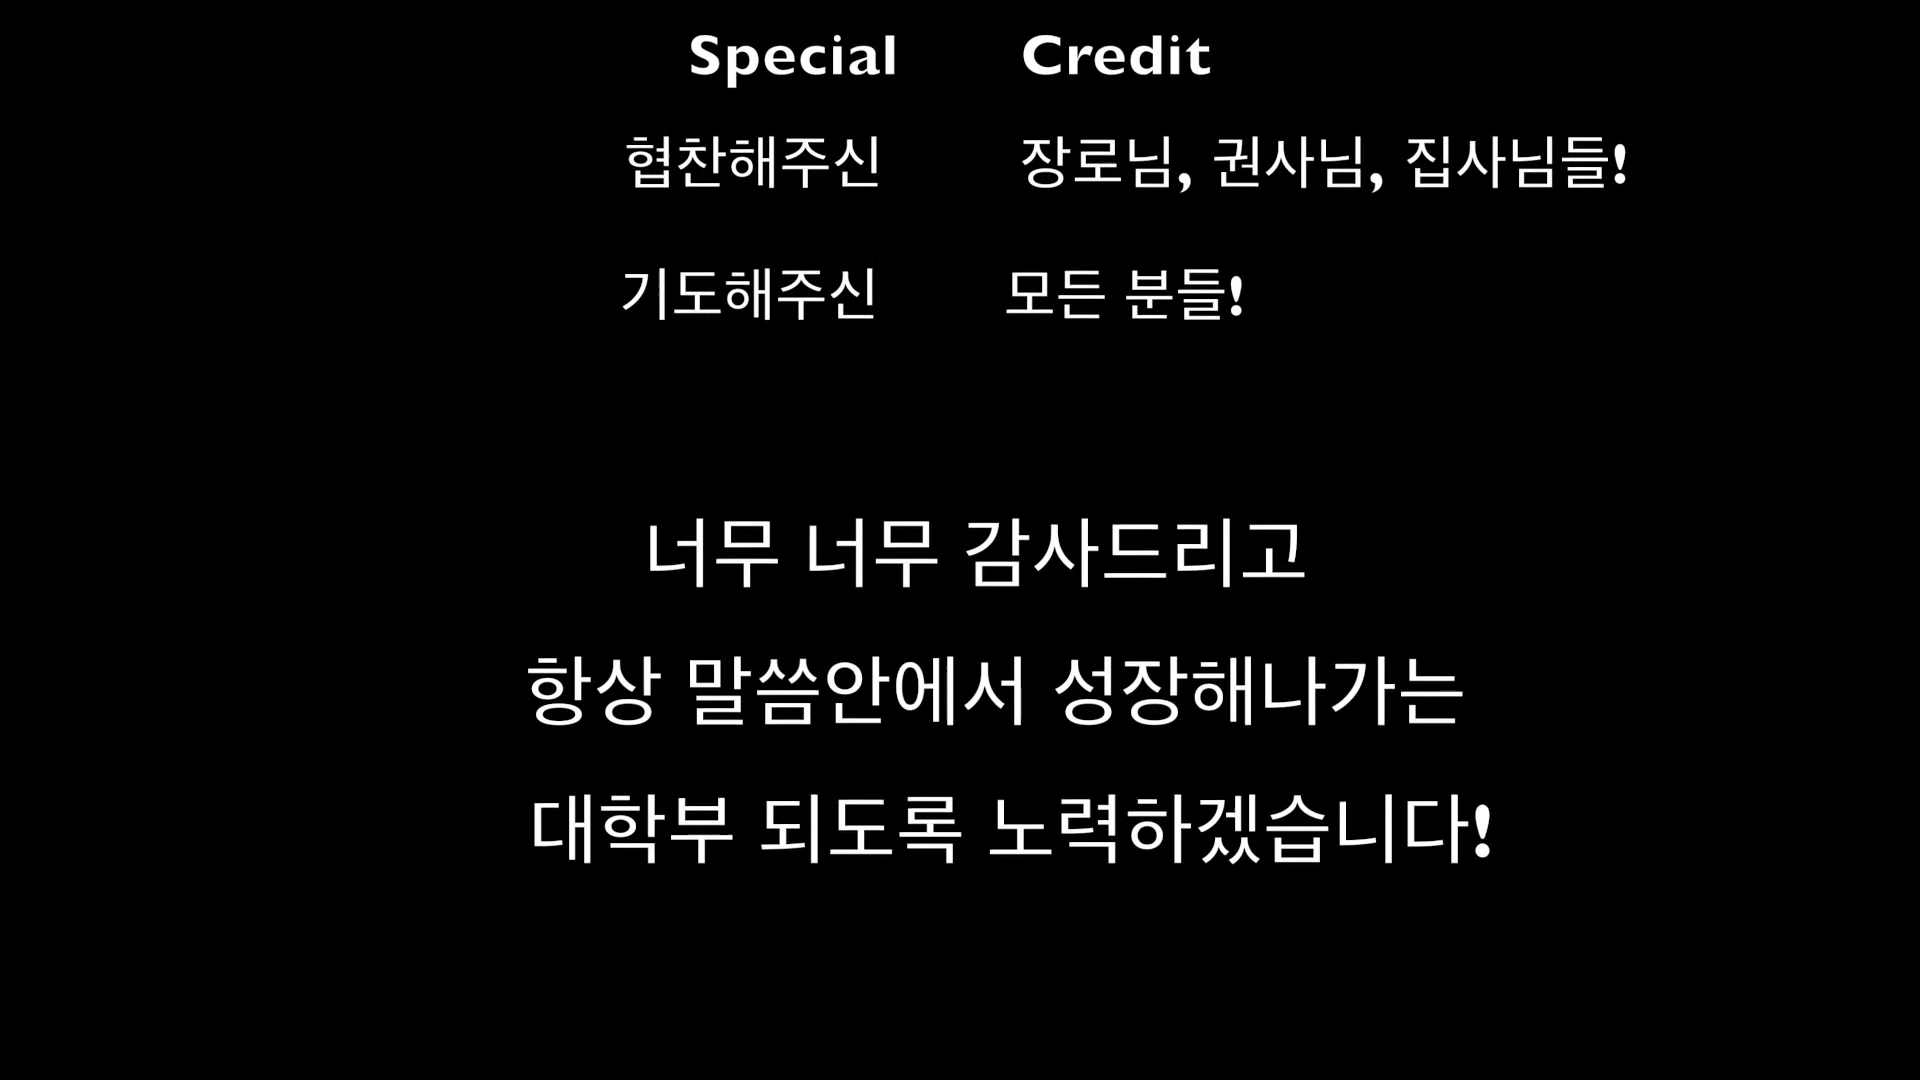 Special Credit
협찬해주신 장로님, 권사님, 집사님들!
기도해주신 모든 분들!
너무 너무 감사드리고
항상 말씀안에서 성장해나가는
대학부 되도록 노력하겠습니다!